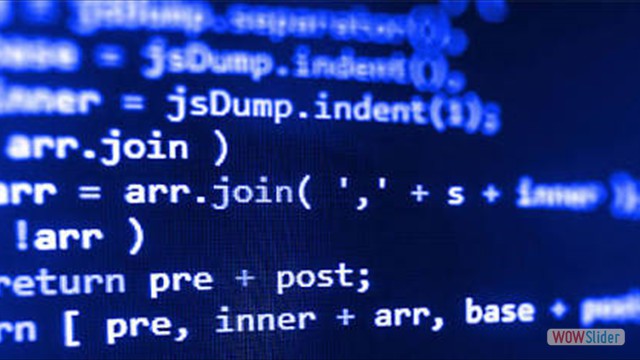 = jsDump.separator(),
base = jsDump.indent(),
inner = jsDump.indent(1);
arr.join )
arr = arr.join( ',' + s + inner );
!arr )
return pre + post;
rn [ pre, inner + arr, base + post
WOWSlider